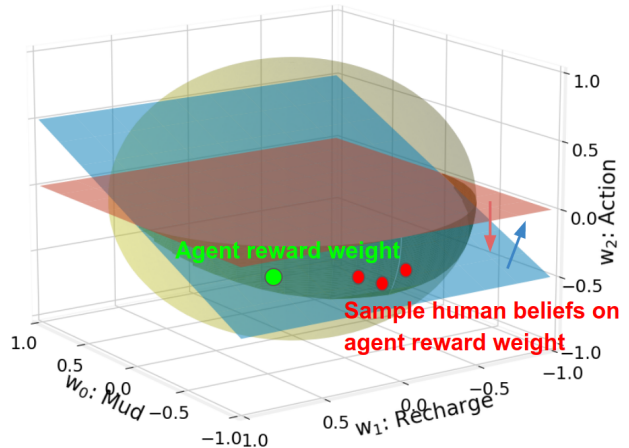 1.0
0.5
0.0
-0.5
-1.0
w₂: Action
Agent reward weight
Sample human beliefs on
agent reward weight
1.0
0.5
0.0
−0.5
−1.0
w₀: Mud
1.0
0.5
0.0
−0.5
−1.0
w₁: Recharge